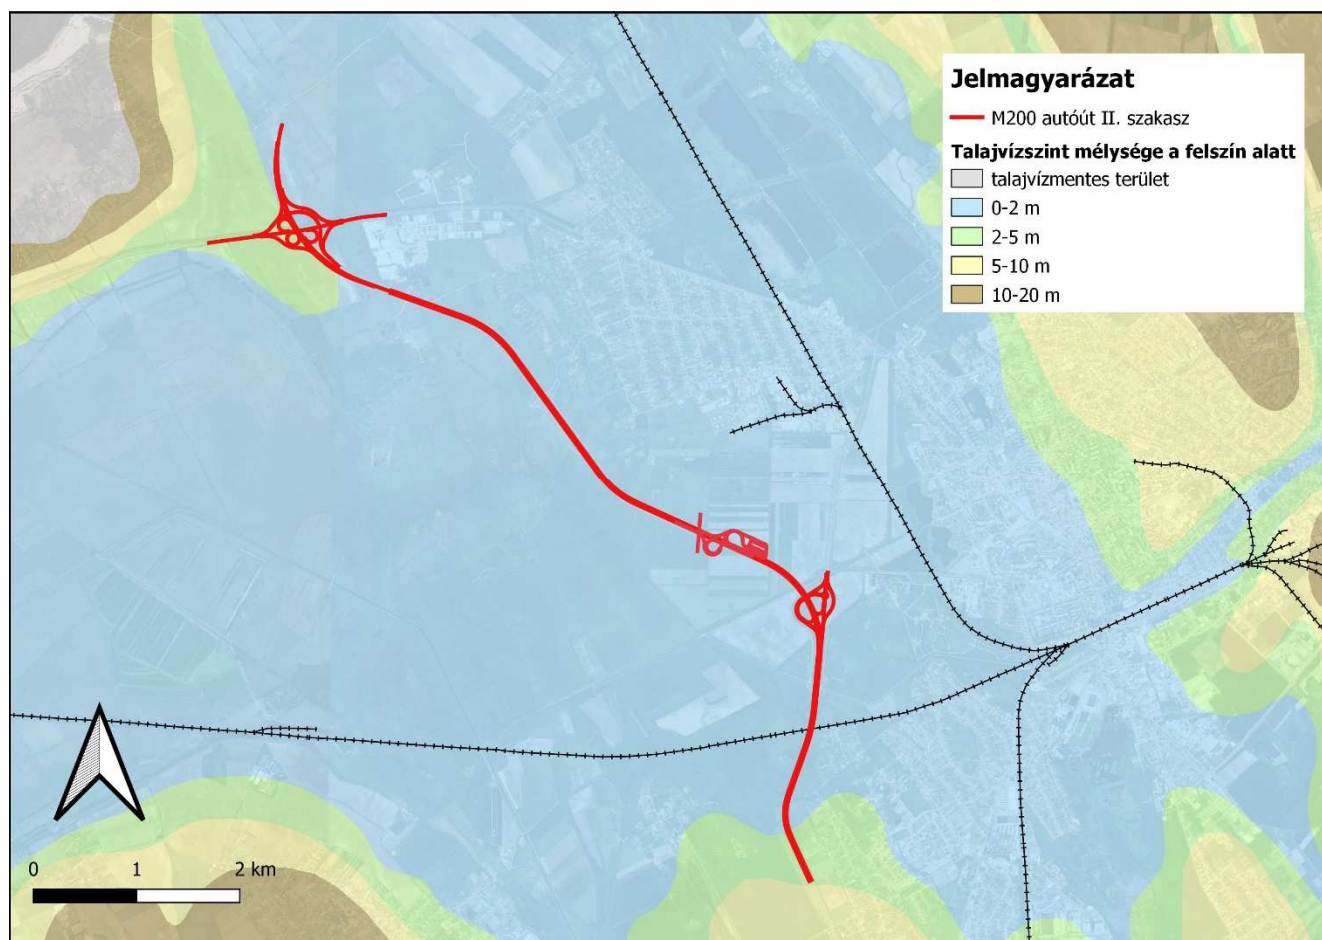 Jelmagyarázat
M200 autóút II. szakasz
Talajvízszint mélysége a felszín alatt
talajvízmentes terület
0-2 m
2-5 m
5-10 m
10-20 m
0 1 2 km